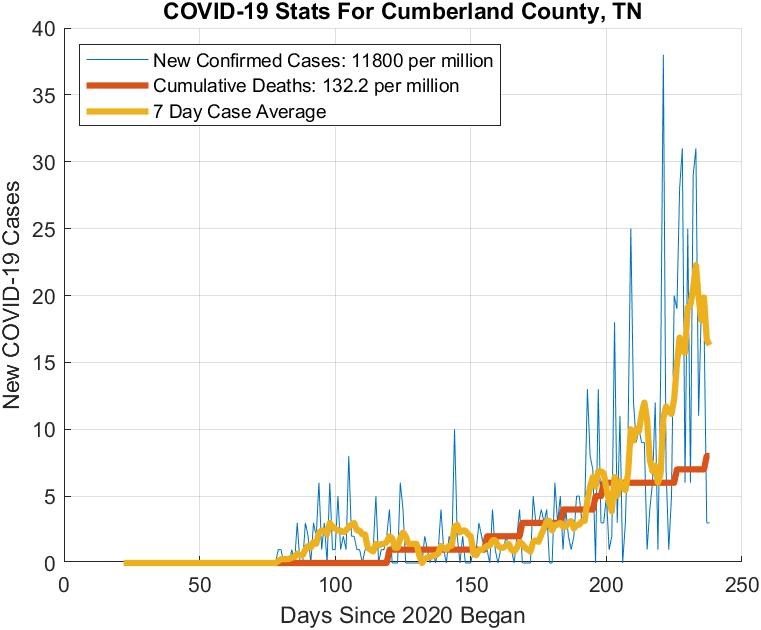 COVID-19 Stats For Cumberland County, TN
New Confirmed Cases: 11800 per million
Cumulative Deaths: 132.2 per million
7 Day Case Average
New COVID-19 Cases
40
35
30
25
20
15
10
5
0
0 50 100 150 200 250
Days Since 2020 Began